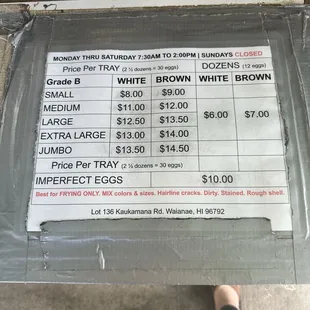 MONDAY THRU SATURDAY 7:30AM TO 2:00PM | SUNDAYS CLOSED
Price Per TRAY (2 ½ dozens = 30 eggs) DOZENS (12 eggs)
Grade B WHITE BROWN WHITE BROWN
SMALL $8.00 $9.00
MEDIUM $11.00 $12.00
LARGE $12.50 $13.50 $6.00 $7.00
EXTRA LARGE $13.00 $14.00
JUMBO $13.50 $14.50
Price Per TRAY (2 ½ dozens = 30 eggs)
IMPERFECT EGGS $10.00
Best for FRYING ONLY. MIX colors & sizes. Hairline cracks. Dirty. Stained. Rough shell.
Lot 136 Kaukamana Rd. Waianae, HI 96792